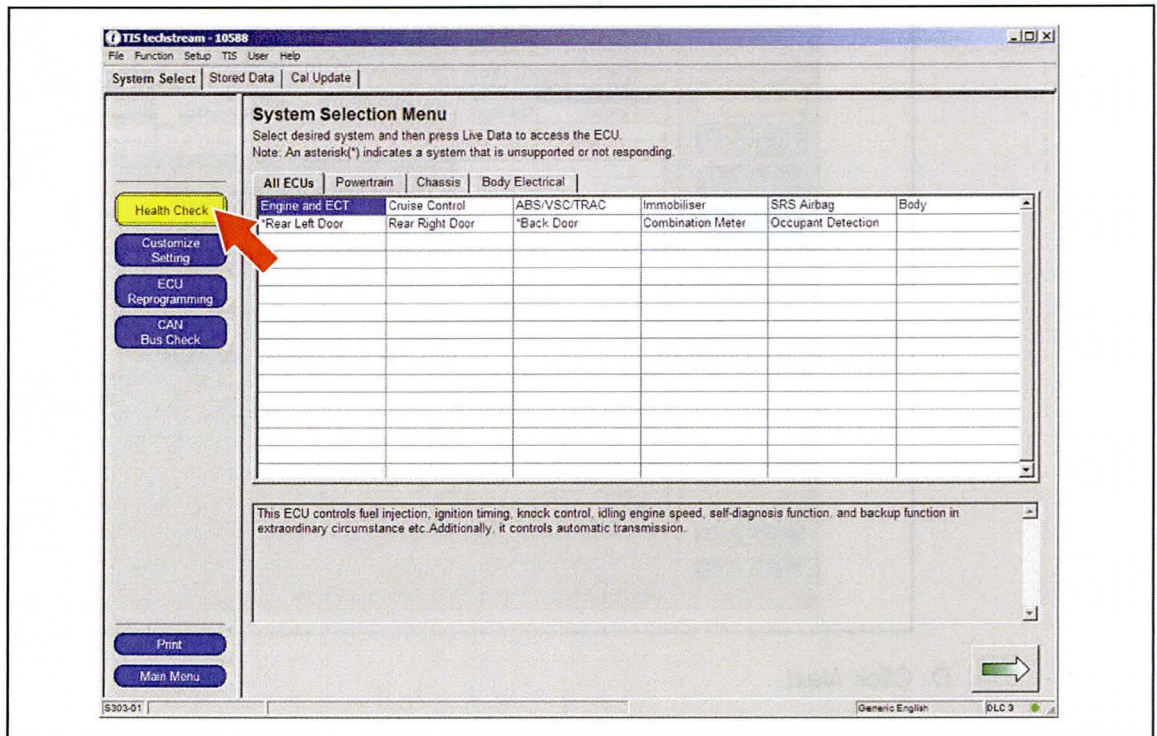 TIS techstream - 10588
File Function Setup TIS User Help
System Select Stored Data Cal Update
System Selection Menu
Select desired system and then press Live Data to access the ECU.
Note: An asterisk(*) indicates a system that is unsupported or not responding.
All ECUs Powertrain Chassis Body Electrical
Health Check
Customize
Setting
ECU
Reprogramming
CAN
Bus Check
Engine and ECT Cruise Control ABS/VSC/TRAC Immobiliser SRS Airbag Body
*Rear Left Door Rear Right Door *Back Door Combination Meter Occupant Detection
This ECU controls fuel injection, ignition timing, knock control, idling engine speed, self-diagnosis function, and backup function in
extraordinary circumstance etc.Additionally, it controls automatic transmission.
Print
Main Menu
S303-01 Generic English DLC 3